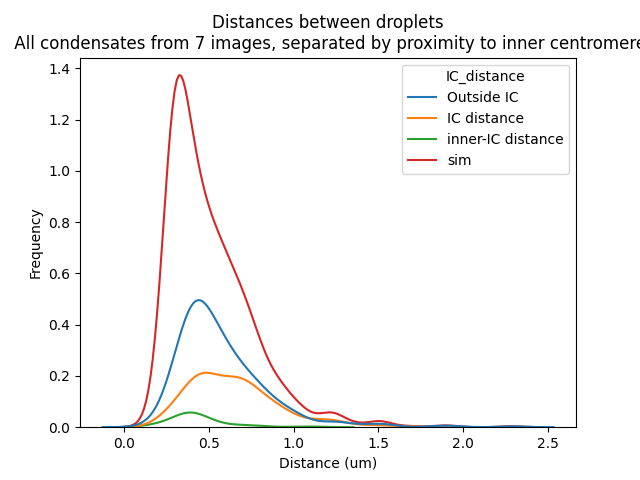 Distances between droplets
All condensates from 7 images, separated by proximity to inner centromere
IC_distance
Outside IC
IC distance
inner-IC distance
sim
Frequency
1.4
1.2
1.0
0.8
0.6
0.4
0.2
0.0
0.0 0.5 1.0 1.5 2.0 2.5
Distance (um)